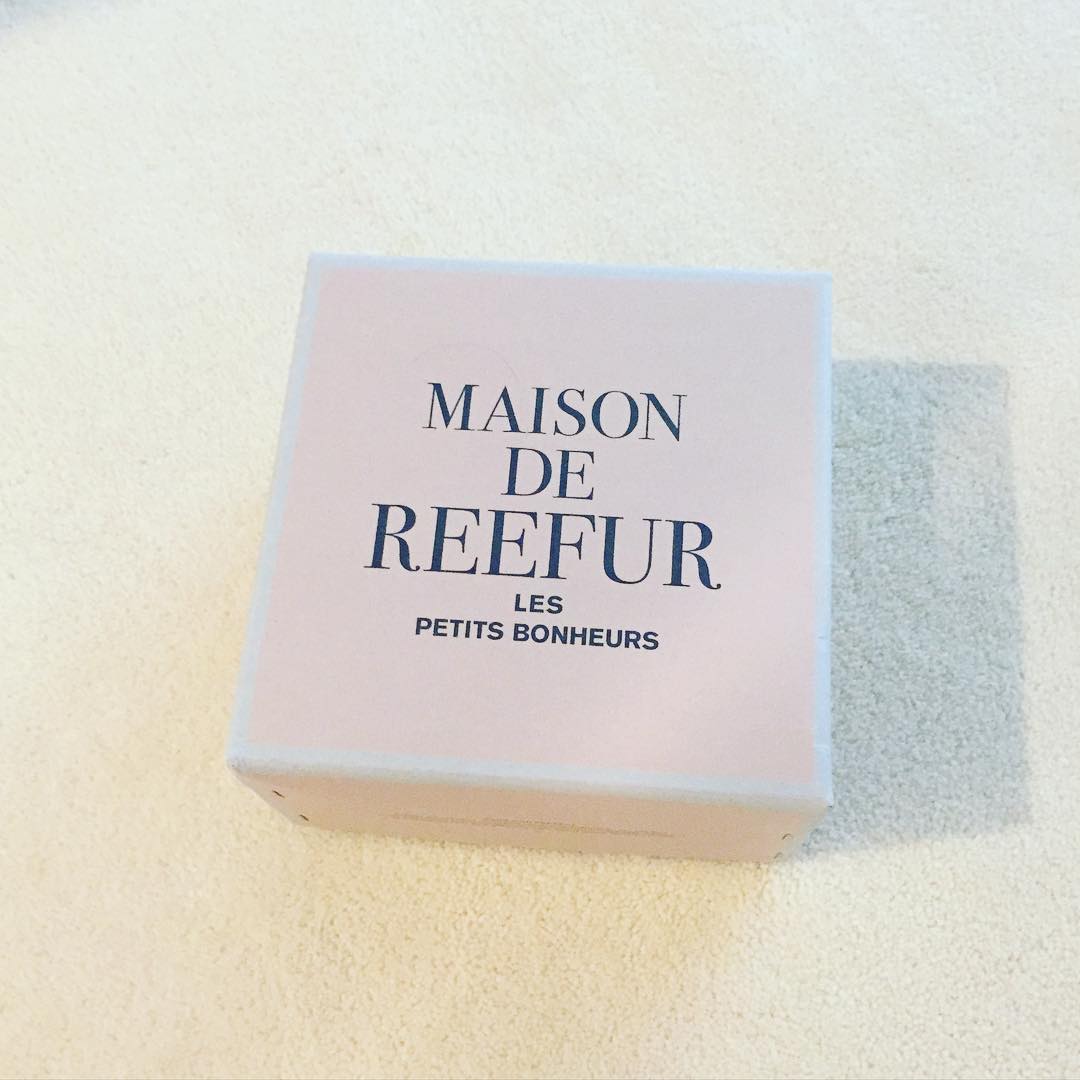 MAISON
DE
REEFUR
LES
PETITS BONHEURS